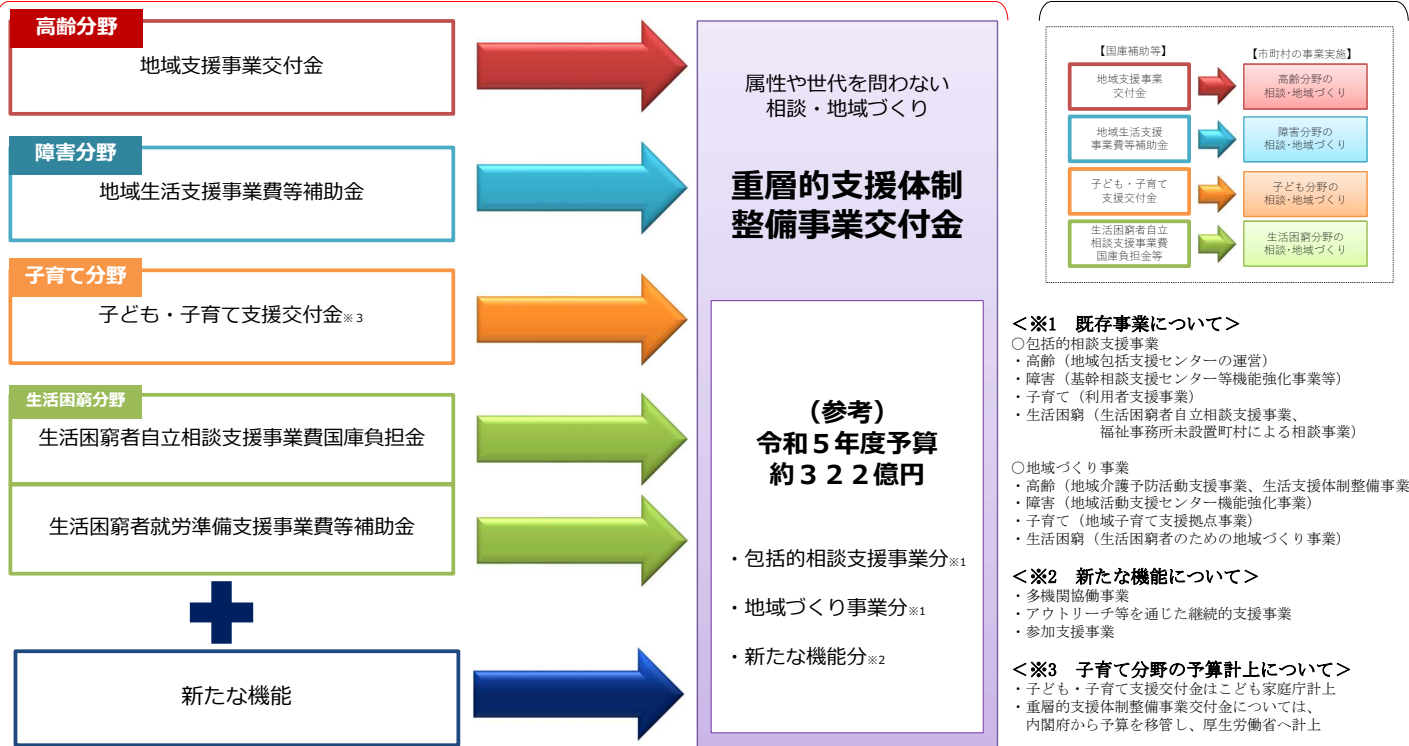 高齢分野
地域支援事業交付金
障害分野
地域生活支援事業費等補助金
子育て分野
子ども・子育て支援交付金※3
生活困窮分野
生活困窮者自立相談支援事業費国庫負担金
生活困窮者就労準備支援事業費等補助金
新たな機能
属性や世代を問わない
相談・地域づくり
重層的支援体制
整備事業交付金
（参考）
令和５年度予算
約３２２億円
・包括的相談支援事業分※1
・地域づくり事業分※1
・新たな機能分※2
【国庫補助等】
【市町村の事業実施】
地域支援事業
交付金
高齢分野の
相談・地域づくり
地域生活支援
事業費等補助金
障害分野の
相談・地域づくり
子ども・子育て
支援交付金
子ども分野の
相談・地域づくり
生活困窮者自立
相談支援事業費
国庫負担金等
生活困窮分野の
相談・地域づくり
＜※1　既存事業について＞
○包括的相談支援事業
・高齢（地域包括支援センターの運営）
・障害（基幹相談支援センター等機能強化事業等）
・子育て（利用者支援事業）
・生活困窮（生活困窮者自立相談支援事業、
福祉事務所未設置町村による相談事業）
○地域づくり事業
・高齢（地域介護予防活動支援事業、生活支援体制整備事業
・障害（地域活動支援センター機能強化事業）
・子育て（地域子育て支援拠点事業）
・生活困窮（生活困窮者のための地域づくり事業）
＜※2　新たな機能について＞
・多機関協働事業
・アウトリーチ等を通じた継続的支援事業
・参加支援事業
＜※3　子育て分野の予算計上について＞
・子ども・子育て支援交付金はこども家庭庁計上
・重層的支援体制整備事業交付金については、
内閣府から予算を移管し、厚生労働省へ計上